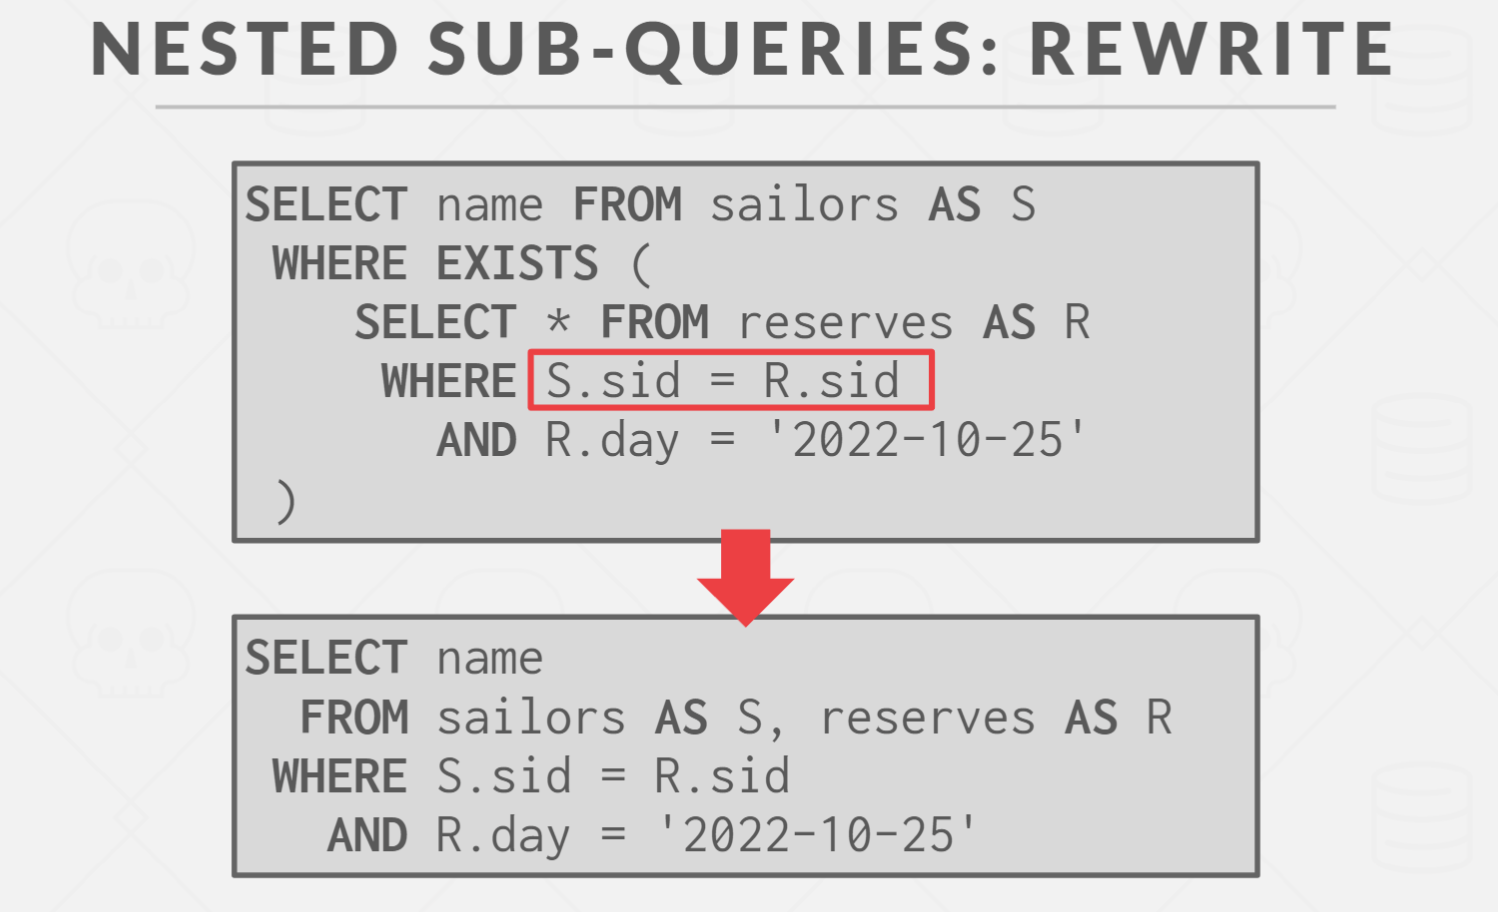 NESTED SUB-QUERIES: REWRITE
SELECT name FROM sailors AS S
WHERE EXISTS (
SELECT * FROM reserves AS R
WHERE S.sid = R.sid
AND R.day = '2022-10-25'
)
SELECT name
FROM sailors AS S, reserves AS R
WHERE S.sid = R.sid
AND R.day = '2022-10-25'